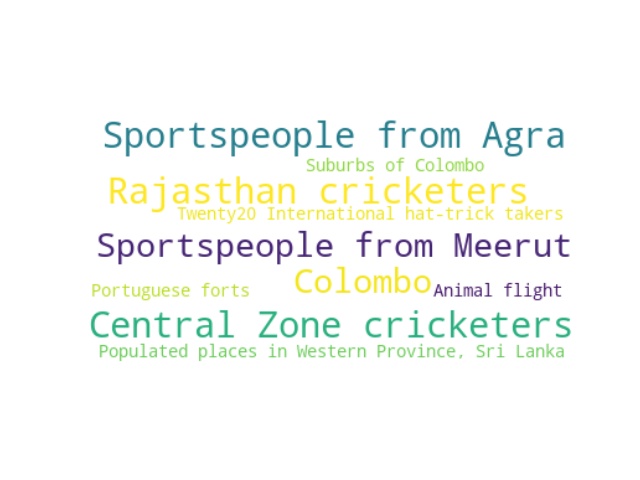 Sportspeople from Agra
Suburbs of Colombo
Rajasthan cricketers
Twenty20 International hat-trick takers
Sportspeople from Meerut
Colombo
Portuguese forts
Animal flight
Central Zone cricketers
Populated places in Western Province, Sri Lanka